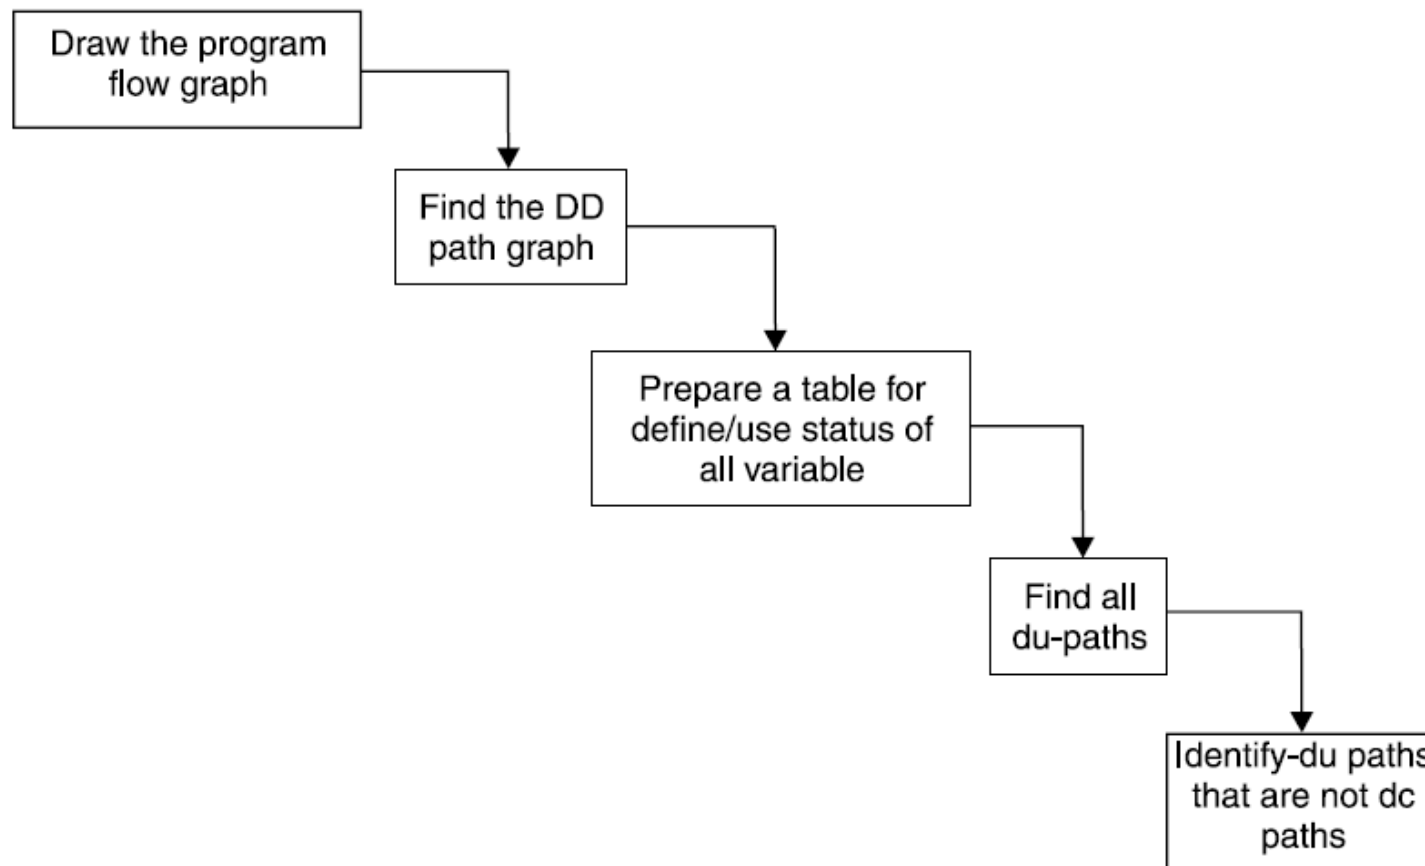 Draw the program
flow graph
Find the DD
path graph
Prepare a table for
define/use status of
all variable
Find all
du-paths
Identify-du paths
that are not dc
paths